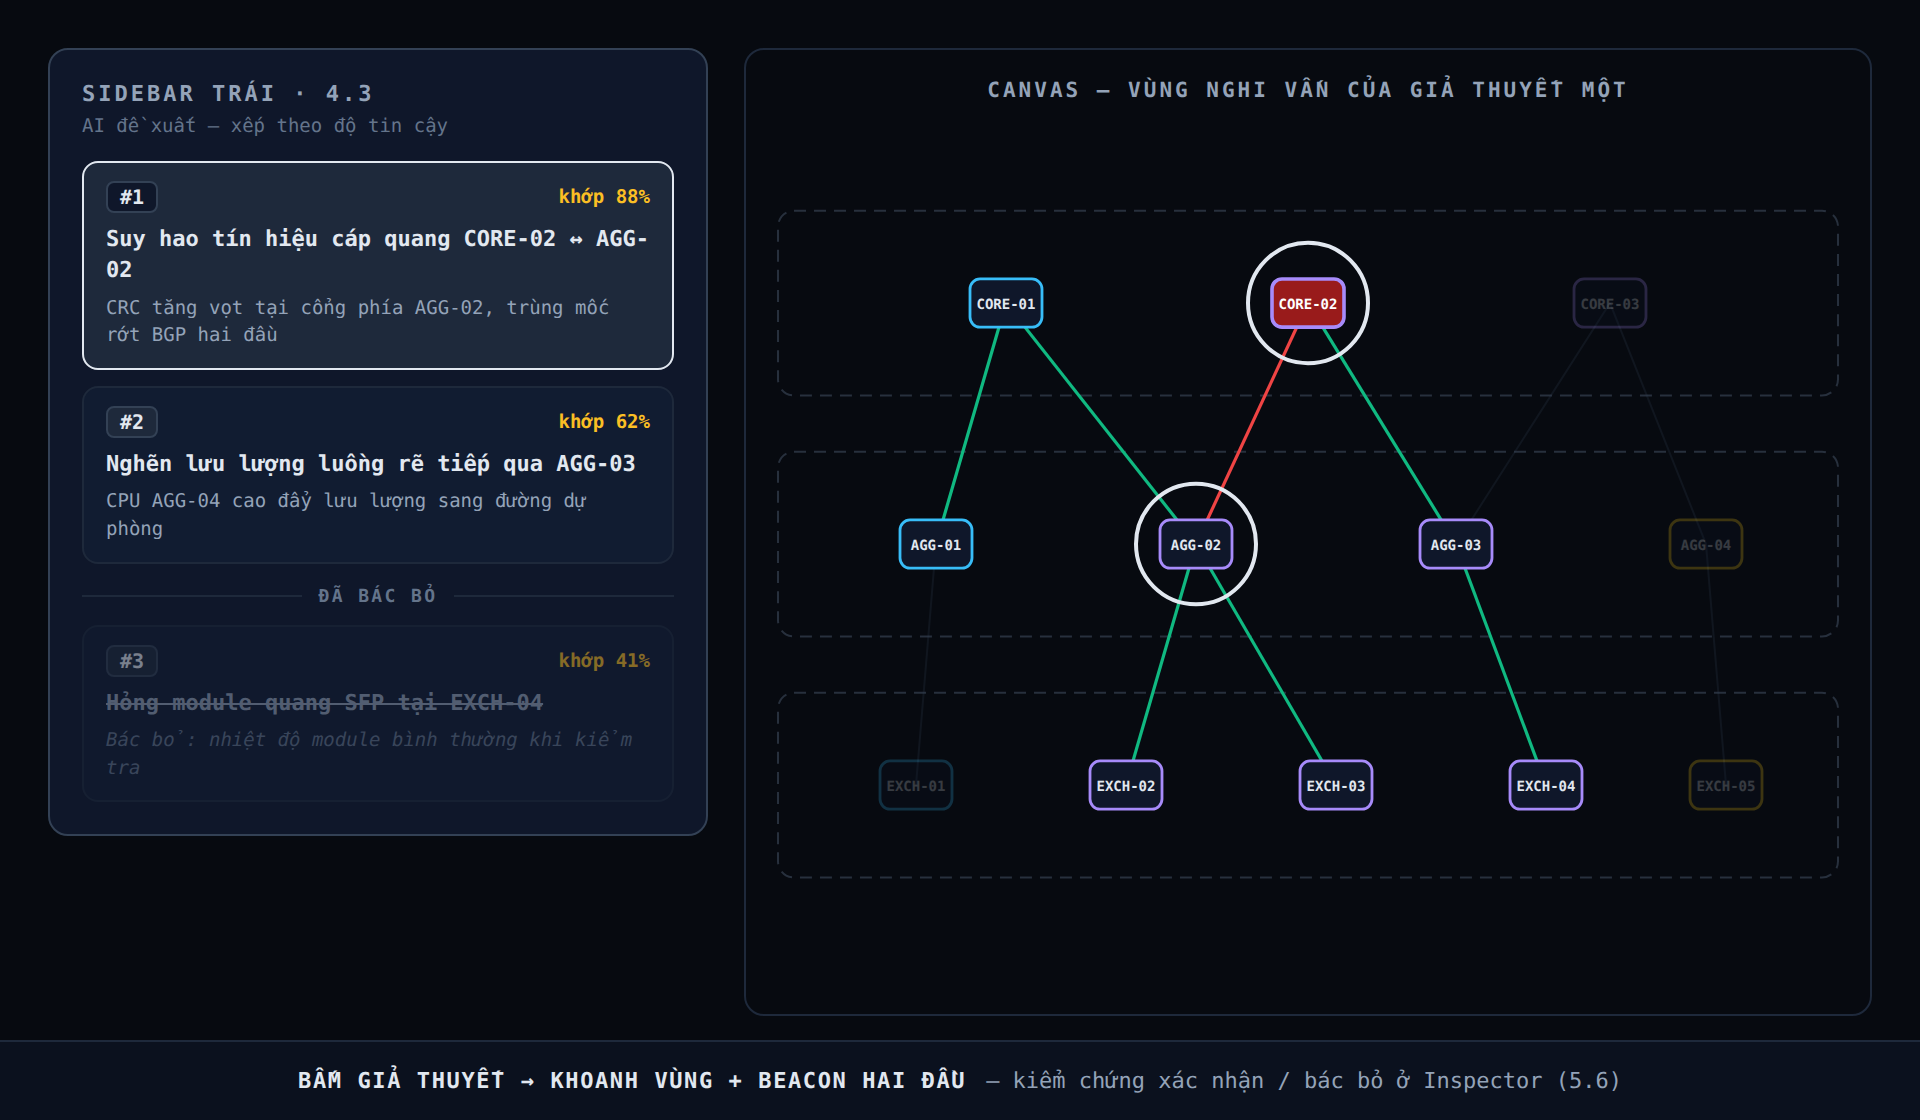 SIDEBAR TRÁI · 4.3
AI đề xuất — xếp theo độ tin cậy
#1
khớp 88%
Suy hao tín hiệu cáp quang CORE-02 ↔ AGG-
02
CRC tăng vọt tại cổng phía AGG-02, trùng mốc
rớt BGP hai đầu
#2
khớp 62%
Nghẽn lưu lượng luồng rẽ tiếp qua AGG-03
CPU AGG-04 cao đẩy lưu lượng sang đường dự
phòng
ĐÃ BÁC BỎ
#3
khớp 41%
Hỏng module quang SFP tại EXCH-04
Bác bỏ: nhiệt độ module bình thường khi kiểm
tra
CANVAS — VÙNG NGHI VẤN CỦA GIẢ THUYẾT MỘT
CORE-01
CORE-02
CORE-03
AGG-01
AGG-02
AGG-03
AGG-04
EXCH-01
EXCH-02
EXCH-03
EXCH-04
EXCH-05
BẤM GIẢ THUYẾT → KHOANH VÙNG + BEACON HAI ĐẦU — kiểm chứng xác nhận / bác bỏ ở Inspector (5.6)